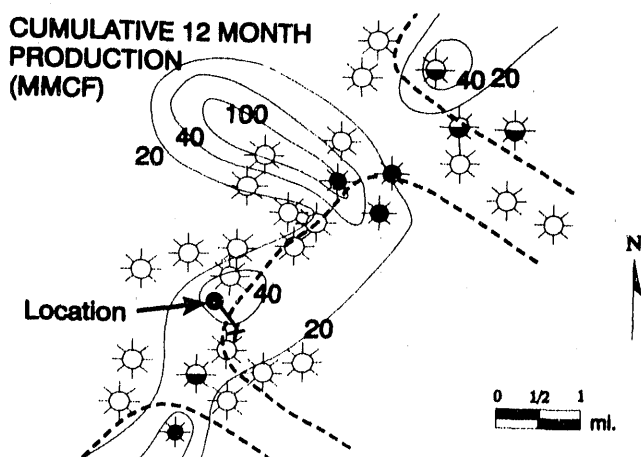 CUMULATIVE 12 MONTH
PRODUCTION
(MMCF)
40 20
100
40
20
N
Location
40
20
0 1/2 1
mi.